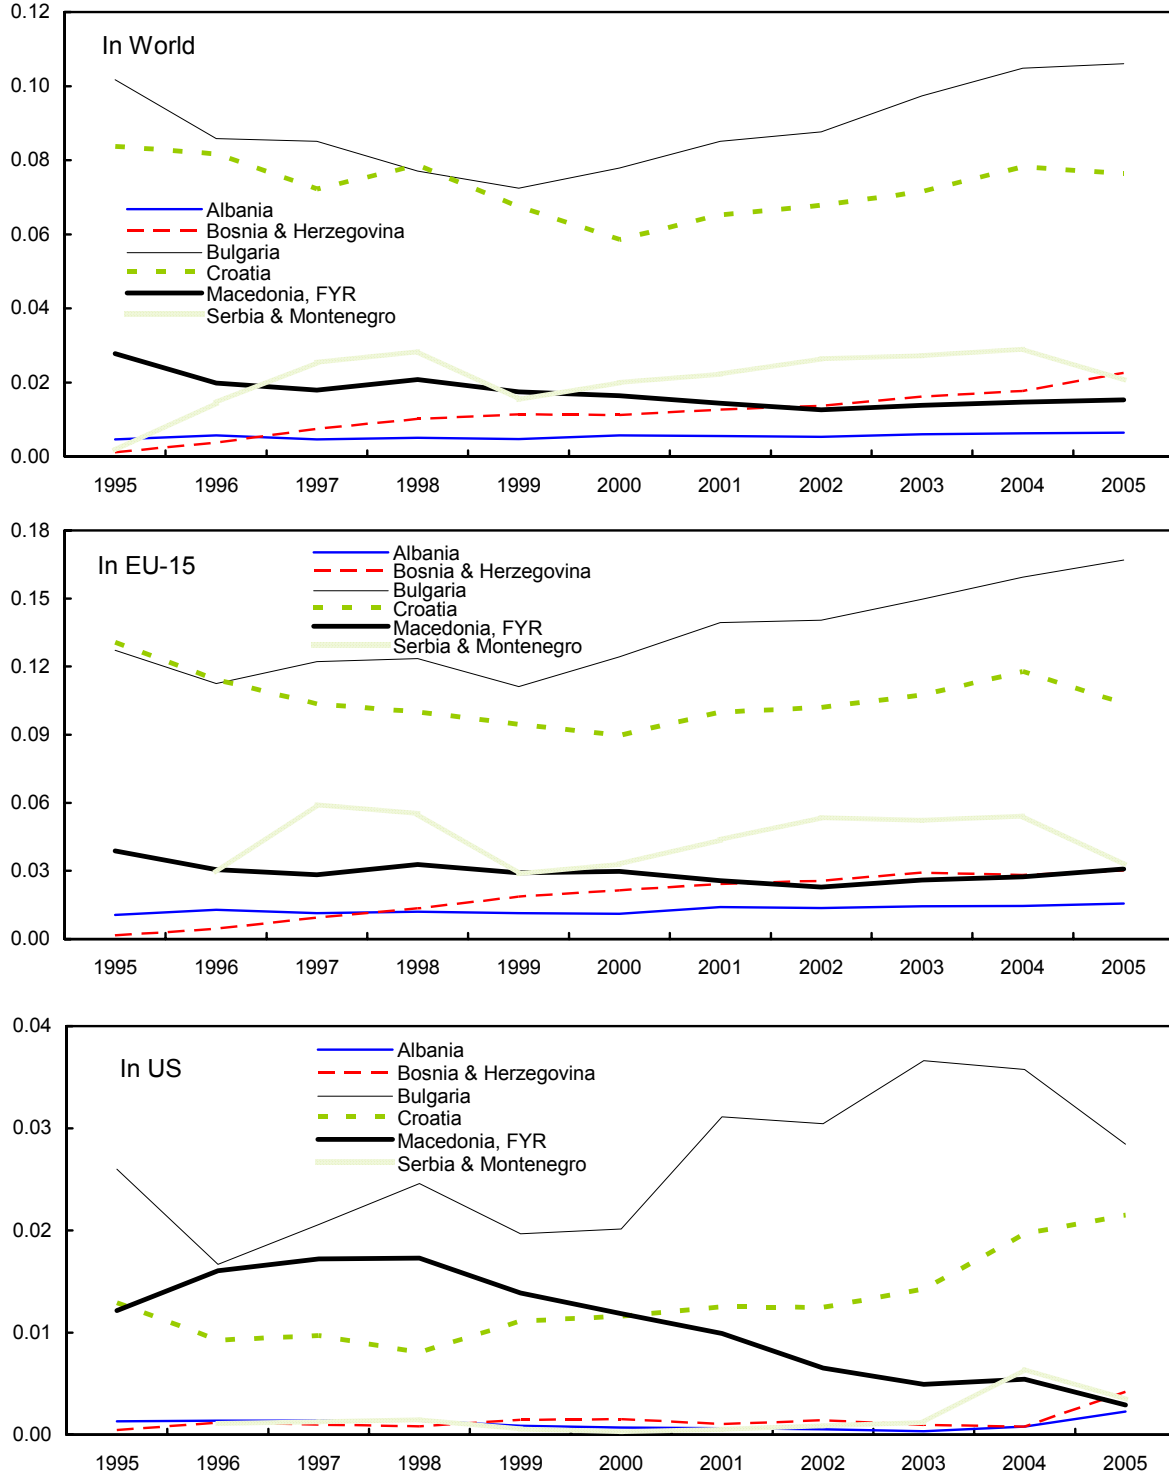 0.12
In World
0.10
0.08
Albania
Bosnia & Herzegovina
0.06
Bulgaria
Croatia
Macedonia, FYR
0.04
Serbia & Montenegro
0.02
0.00
1995 1996 1997 1998 1999 2000 2001 2002 2003 2004 2005
0.18
In EU-15
Albania
Bosnia & Herzegovina
0.15
Bulgaria
Croatia
Macedonia, FYR
Serbia & Montenegro
0.12
0.09
0.06
0.03
0.00
1995 1996 1997 1998 1999 2000 2001 2002 2003 2004 2005
0.04
In US
Albania
Bosnia & Herzegovina
Bulgaria
0.03
Croatia
Macedonia, FYR
Serbia & Montenegro
0.02
0.01
0.00
1995 1996 1997 1998 1999 2000 2001 2002 2003 2004 2005